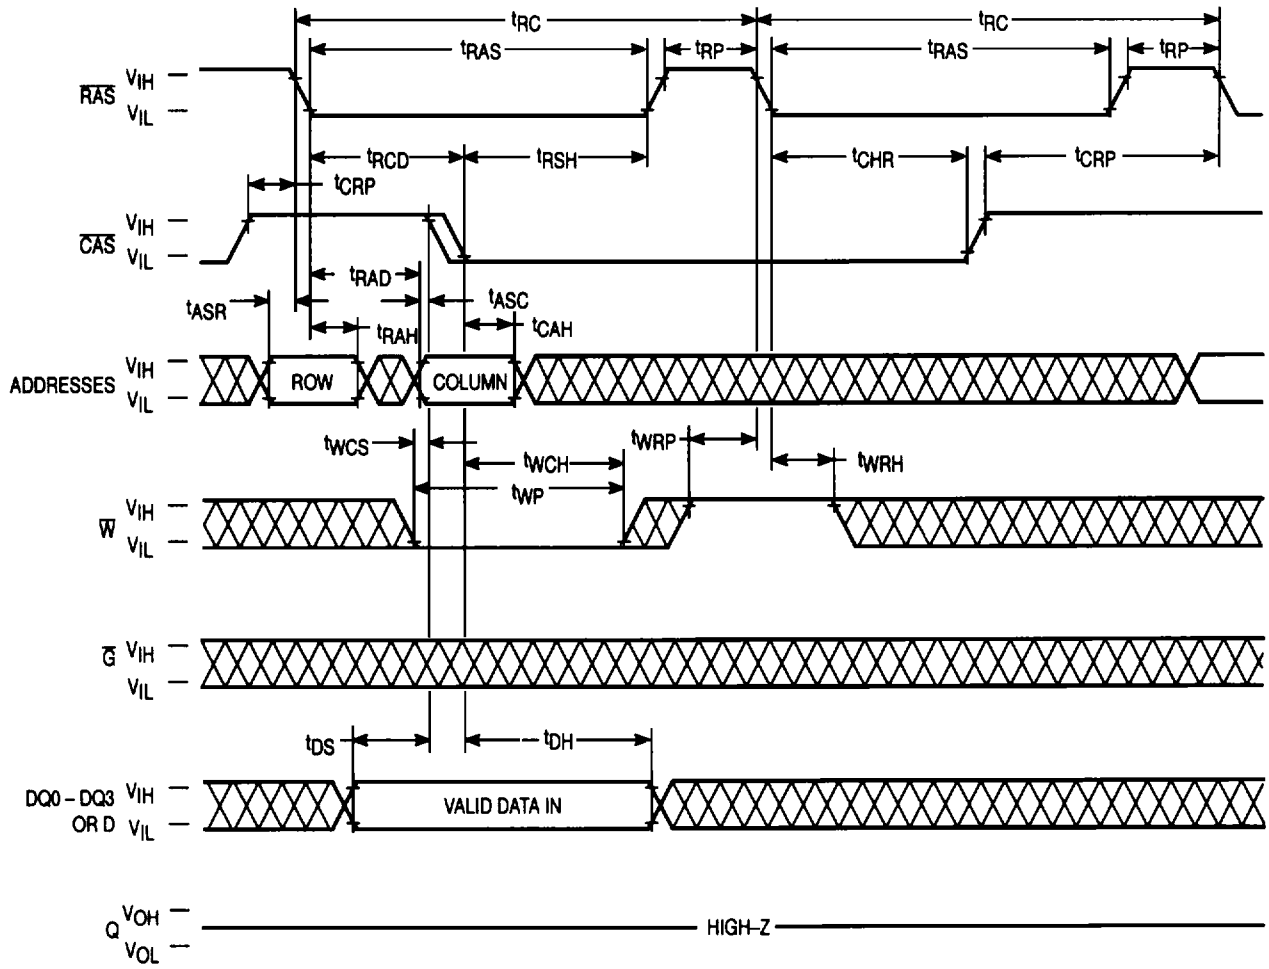 tRC tRC
tRAS tRP tRAS tRP
RAS VIH
VIL
tRCD tRSH tCHR tCRP
tCRP
CAS VIH
VIL
tRAD
tASR tASC
tRAH tCAH
ADDRESSES VIH
VIL
ROW COLUMN
tWCS tWCH tWRP tWRH
tWP
W VIH
VIL
G VIH
VIL
tDS tDH
DQ0 – DQ3 VIH
OR D VIL
VALID DATA IN
Q VOH
VOL
HIGH–Z